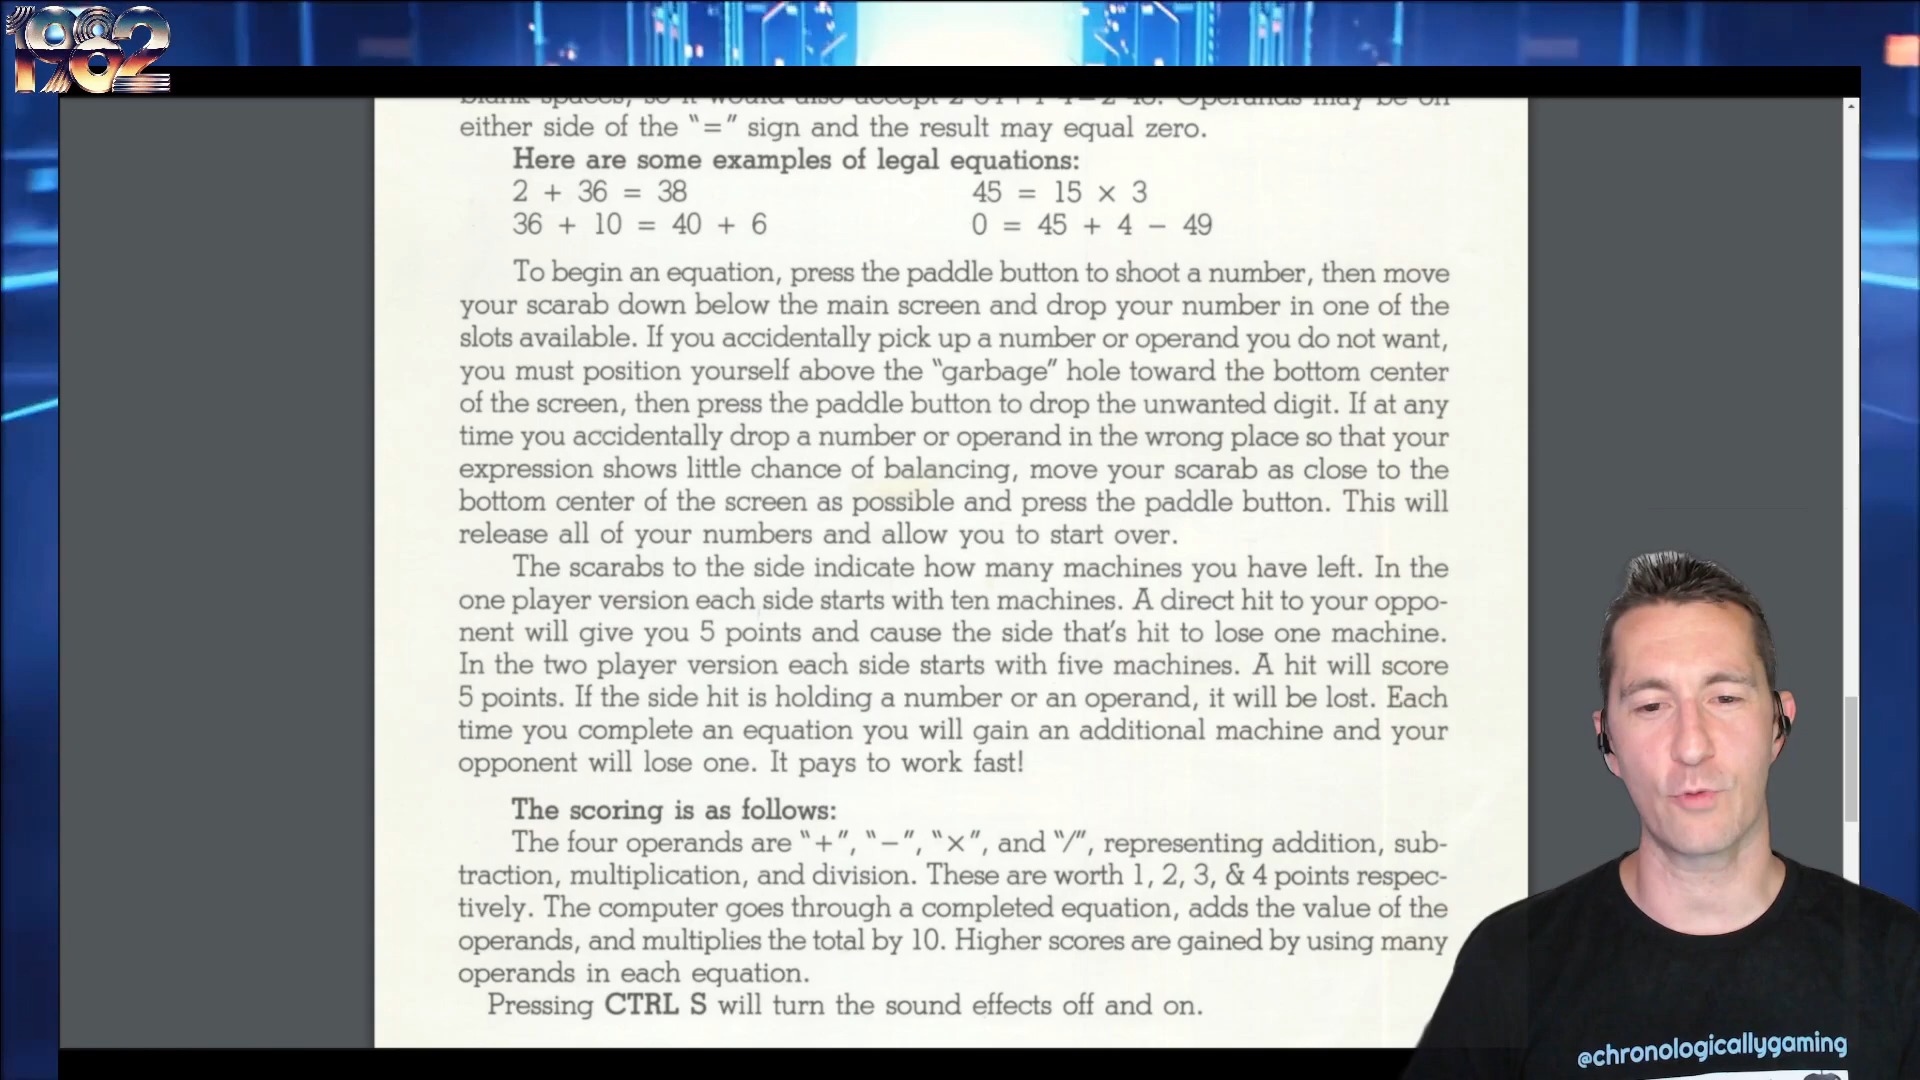 1982
1982
blank spaces, so it would also accept
either side of the “=” sign and the result may equal zero.
Here are some examples of legal equations:
2 + 36 = 38 45 = 15 × 3
36 + 10 = 40 + 6 0 = 45 + 4 − 49
To begin an equation, press the paddle button to shoot a number, then move
your scarab down below the main screen and drop your number in one of the
slots available. If you accidentally pick up a number or operand you do not want,
you must position yourself above the “garbage” hole toward the bottom center
of the screen, then press the paddle button to drop the unwanted digit. If at any
time you accidentally drop a number or operand in the wrong place so that your
expression shows little chance of balancing, move your scarab as close to the
bottom center of the screen as possible and press the paddle button. This will
release all of your numbers and allow you to start over.
The scarabs to the side indicate how many machines you have left. In the
one player version each side starts with ten machines. A direct hit to your oppo-
nent will give you 5 points and cause the side that’s hit to lose one machine.
In the two player version each side starts with five machines. A hit will score
5 points. If the side hit is holding a number or an operand, it will be lost. Each
time you complete an equation you will gain an additional machine and your
opponent will lose one. It pays to work fast!
The scoring is as follows:
The four operands are “+”, “−”, “×”, and “/”, representing addition, sub-
traction, multiplication, and division. These are worth 1, 2, 3, & 4 points respec-
tively. The computer goes through a completed equation, adds the value of the
operands, and multiplies the total by 10. Higher scores are gained by using many
operands in each equation.
Pressing CTRL S will turn the sound effects off and on.
@chronologicallygaming